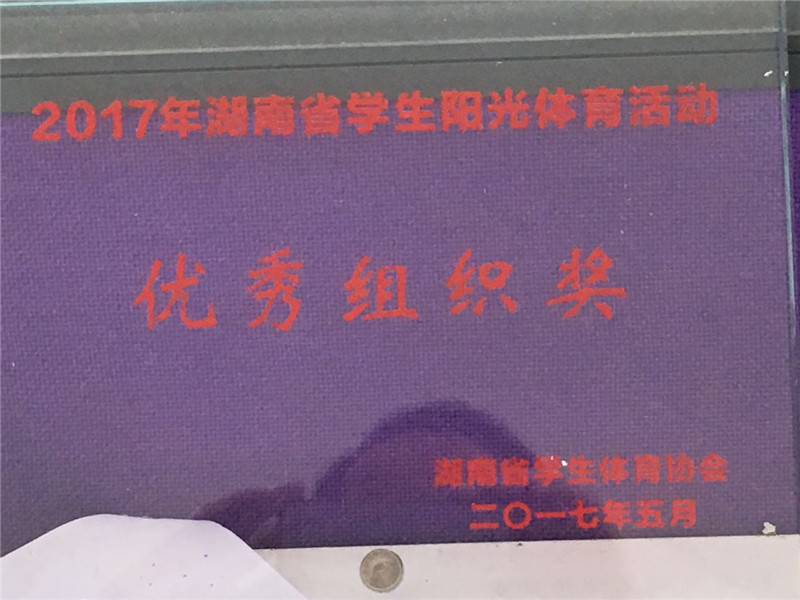 2017年湖南省学生阳光体育活动
优秀组织奖
湖南省学生体育协会
二〇一七年五月